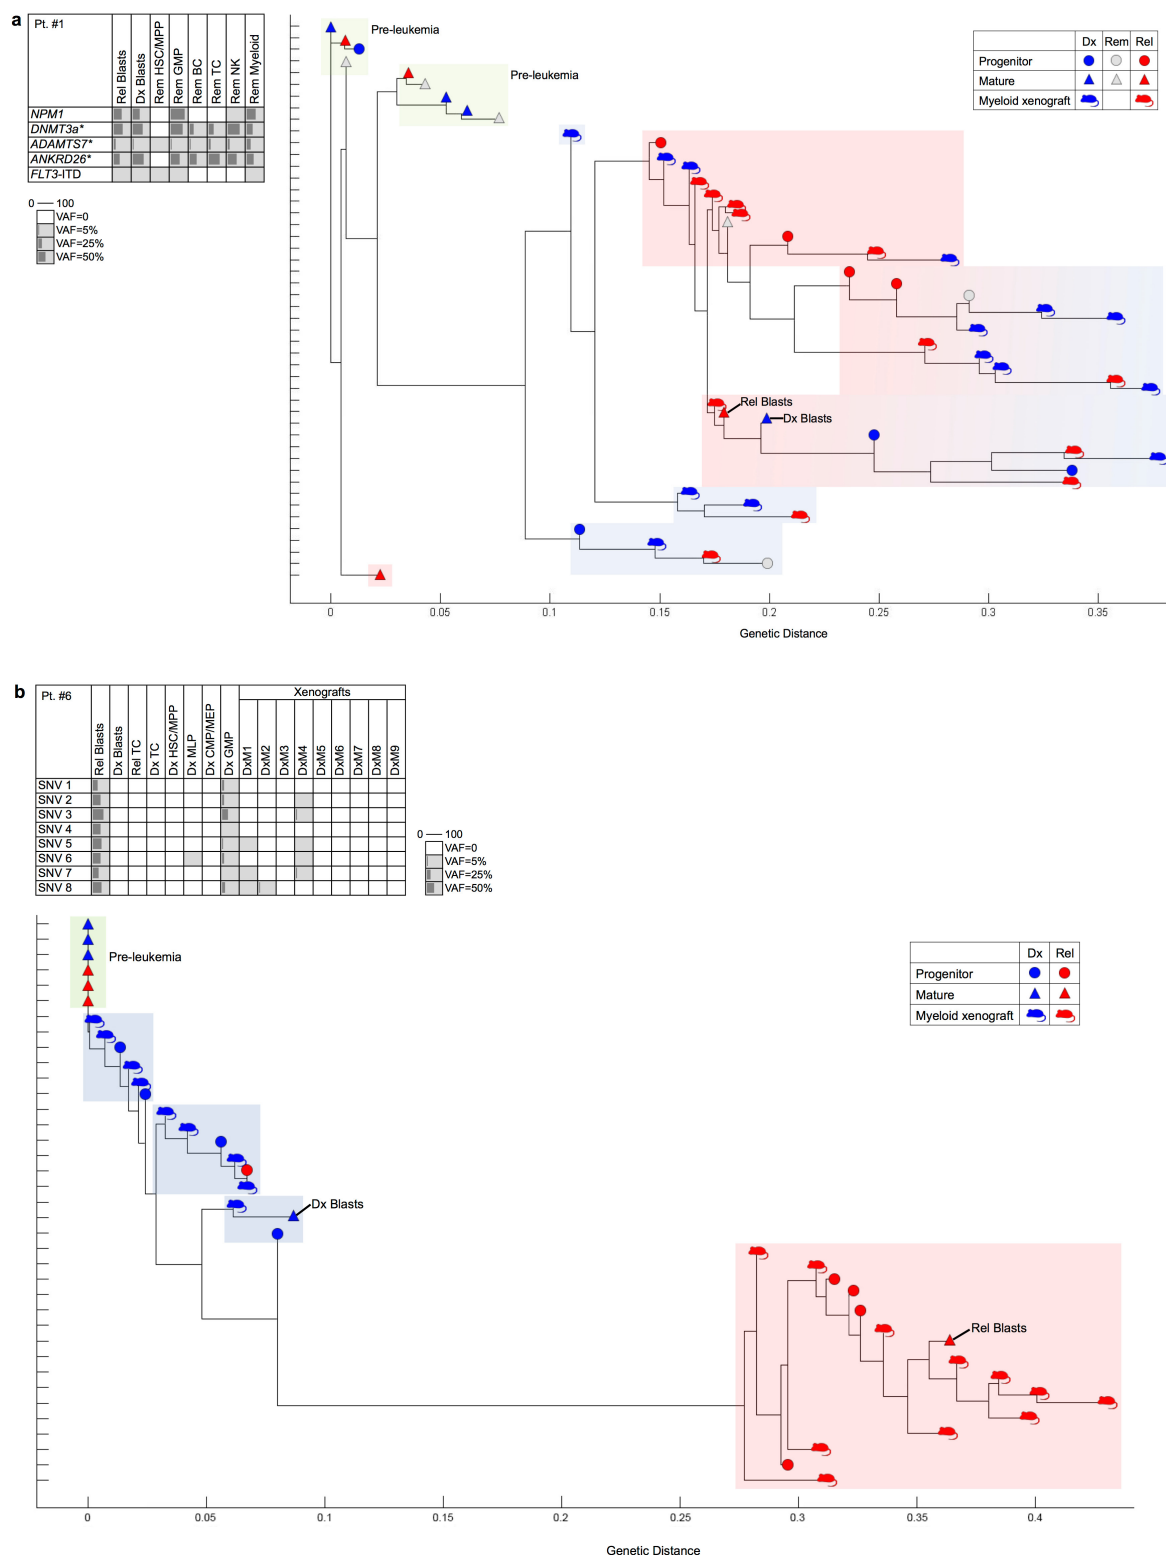 a
Pt. #1
Rel Blasts
Dx Blasts
Rem HSC/MPP
Rem GMP
Rem BC
Rem TC
Rem NK
Rem Myeloid
NPM1
DNMT3a*
ADAMTS7*
ANKRD26*
FLT3-ITD
0 100
VAF=0
VAF=5%
VAF=25%
VAF=50%
Pre-leukemia
Pre-leukemia
Dx Rem Rel
Progenitor
Mature
Myeloid xenograft
Rel Blasts
Dx Blasts
0 0.05 0.1 0.15 0.2 0.25 0.3 0.35
Genetic Distance
b
Pt. #6
Xenografts
Rel Blasts
Dx Blasts
Rel TC
Dx TC
Dx HSC/MPP
Dx MLP
Dx CMP/MEP
Dx GMP
DxM1
DxM2
DxM3
DxM4
DxM5
DxM6
DxM7
DxM8
DxM9
SNV 1
SNV 2
SNV 3
SNV 4
SNV 5
SNV 6
SNV 7
SNV 8
0 100
VAF=0
VAF=5%
VAF=25%
VAF=50%
Pre-leukemia
Dx Rel
Progenitor
Mature
Myeloid xenograft
Dx Blasts
Rel Blasts
0 0.05 0.1 0.15 0.2 0.25 0.3 0.35 0.4
Genetic Distance